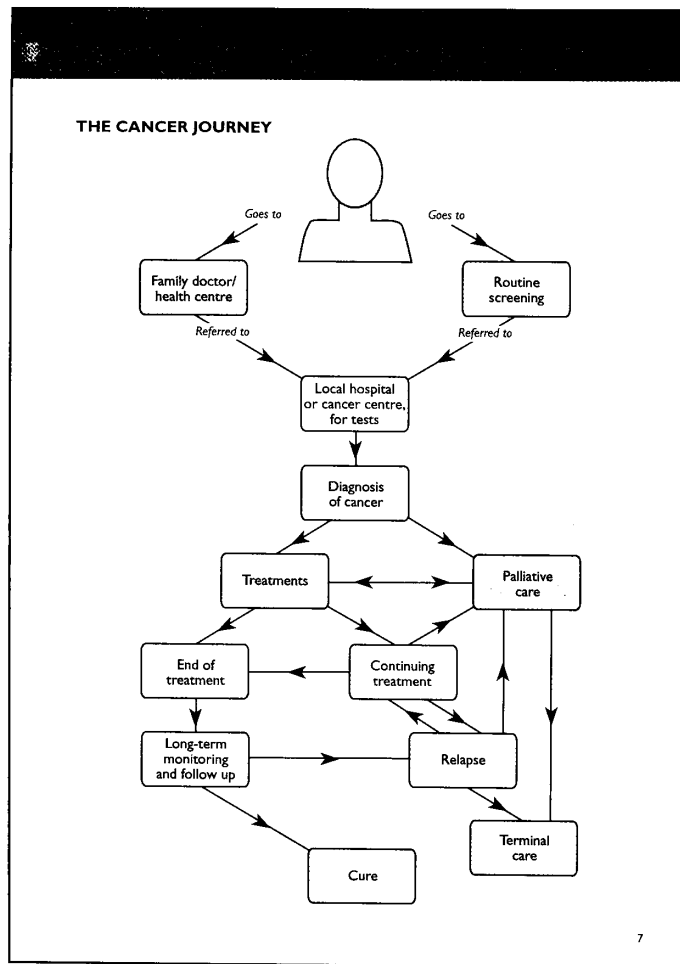 THE CANCER JOURNEY
Goes to
Goes to
Family doctor/
health centre
Routine
screening
Referred to
Referred to
Local hospital
or cancer centre,
for tests
Diagnosis
of cancer
Treatments
Palliative
care
End of
treatment
Continuing
treatment
Long-term
monitoring
and follow up
Relapse
Terminal
care
Cure
7